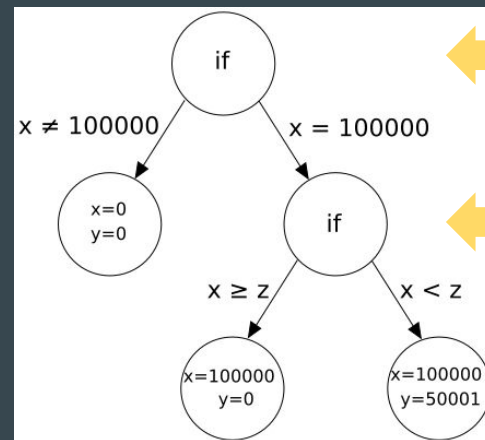 if
x ≠ 100000
x = 100000
x=0
y=0
if
x ≥ z
x < z
x=100000
y=0
x=100000
y=50001